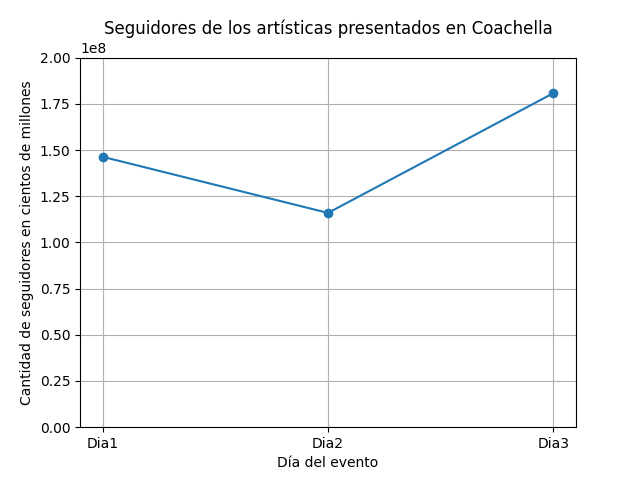 Seguidores de los artísticas presentados en Coachella
1e8
2.00
1.75
1.50
1.25
1.00
0.75
0.50
0.25
0.00
Cantidad de seguidores en cientos de millones
Dia1
Dia2
Dia3
Día del evento